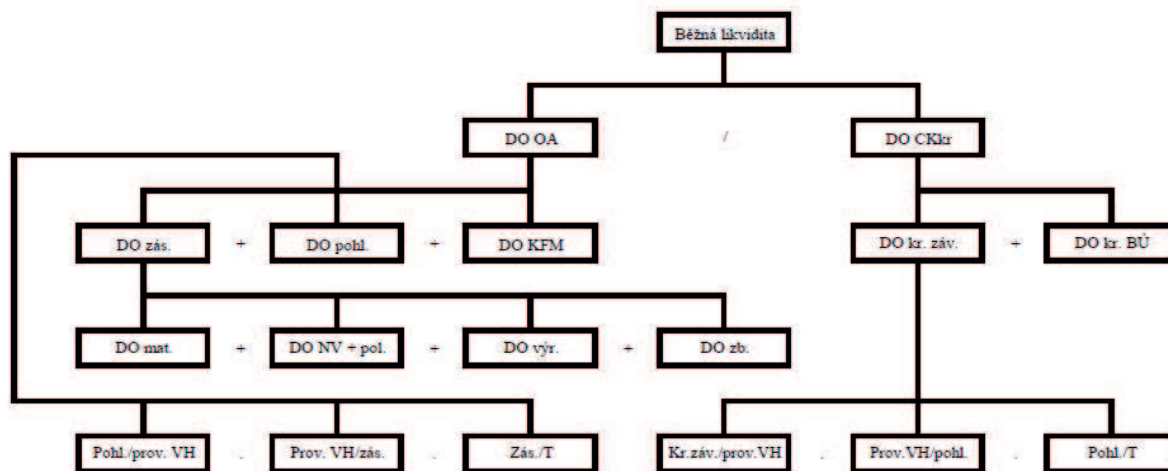 Běžná likvidita
DO OA / DO CKkr
DO zás. + DO pohl. + DO KFM DO kr. záv. + DO kr. BÚ
DO mat. + DO NV + pol. + DO výr. + DO zb.
Pohl./prov. VH . Prov. VH/zás. . Zás./T Kr.záv./prov.VH . Prov.VH/pohl. . Pohl./T